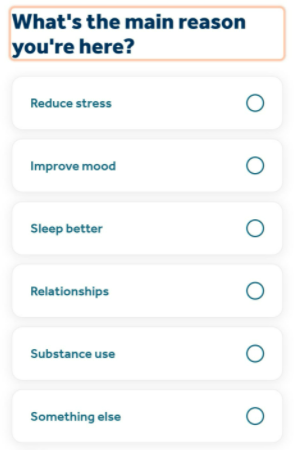 What's the main reason
you're here?
Reduce stress
Improve mood
Sleep better
Relationships
Substance use
Something else